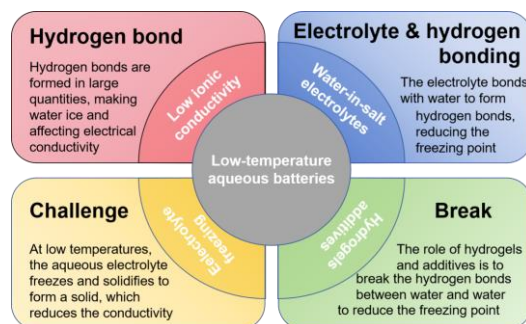 Hydrogen bond
Hydrogen bonds are
formed in large
quantities, making
water ice and
affecting electrical
conductivity
Low ionic
conductivity
Electrolyte & hydrogen
bonding
The electrolyte bonds
with water to form
hydrogen bonds,
reducing the
freezing point
Water-in-salt
electrolytes
Low-temperature
aqueous batteries
Challenge
At low temperatures,
the aqueous electrolyte
freezes and solidifies to
form a solid, which
reduces the conductivity
Eelectrolyte
freezing
Break
The role of hydrogels
and additives is to
break the hydrogen bonds
between water and water
to reduce the freezing point
Hydrogels
additives